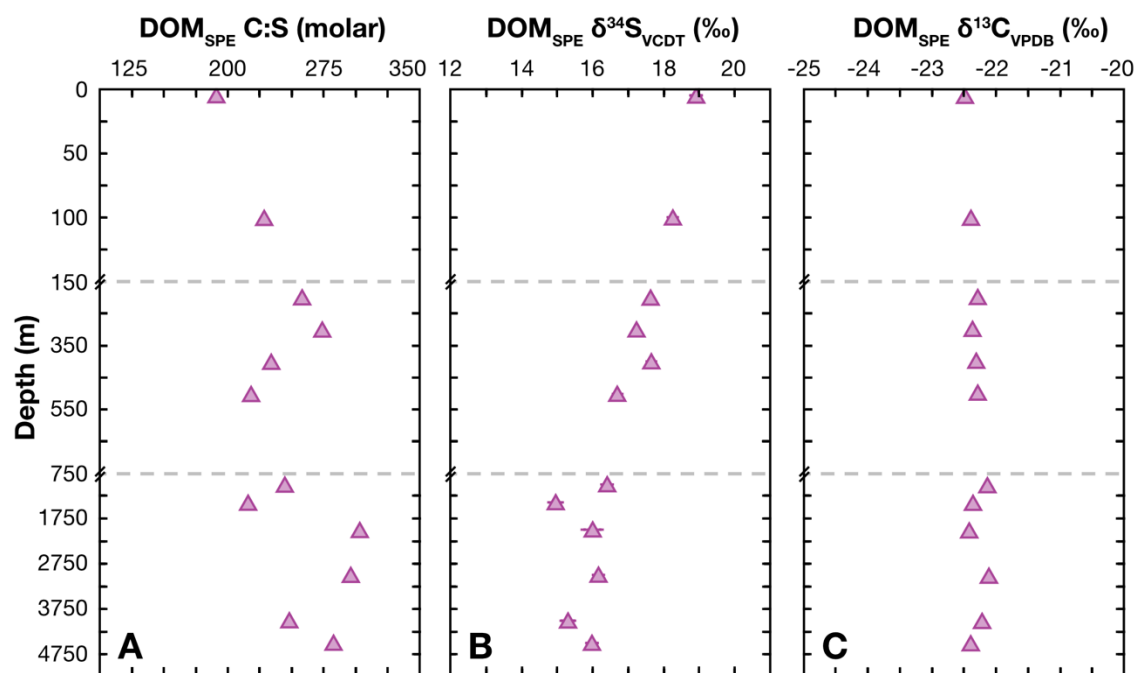 DOMSPE C:S (molar) DOMSPE δ³⁴SVCDT (‰) DOMSPE δ¹³CVPDB (‰)
125 200 275 350 12 14 16 18 20 -25 -24 -23 -22 -21 -20
0
50
100
150
350
550
750
1750
2750
3750
4750
Depth (m)
A B C